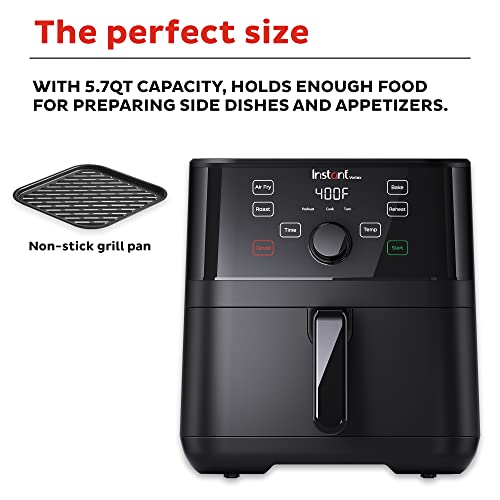 The perfect size
WITH 5.7QT CAPACITY, HOLDS ENOUGH FOOD
FOR PREPARING SIDE DISHES AND APPETIZERS.
Non-stick grill pan
Instant Vortex
400F
Air Fry
Bake
Roast
Preheat Cook Turn
Reheat
Time
Temp
Cancel
Start